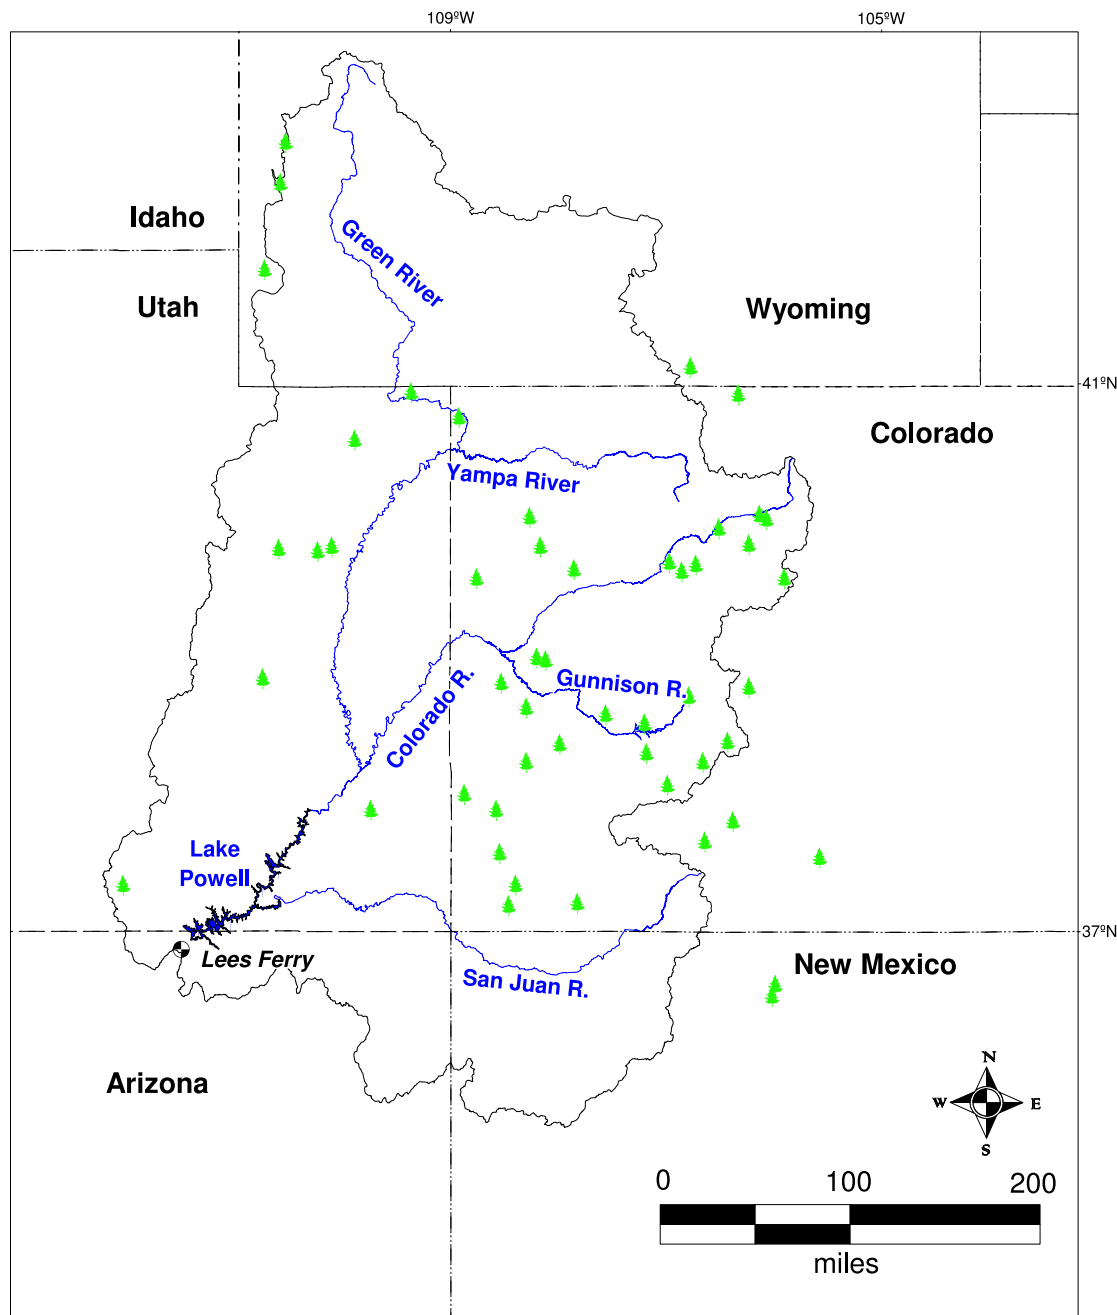 109ºW
105ºW
Idaho
Green River
Utah
Wyoming
41ºN
Colorado
Yampa River
Gunnison R.
Colorado R.
Lake
Powell
37ºN
Lees Ferry
New Mexico
San Juan R.
Arizona
N
W
E
S
0
100
200
miles